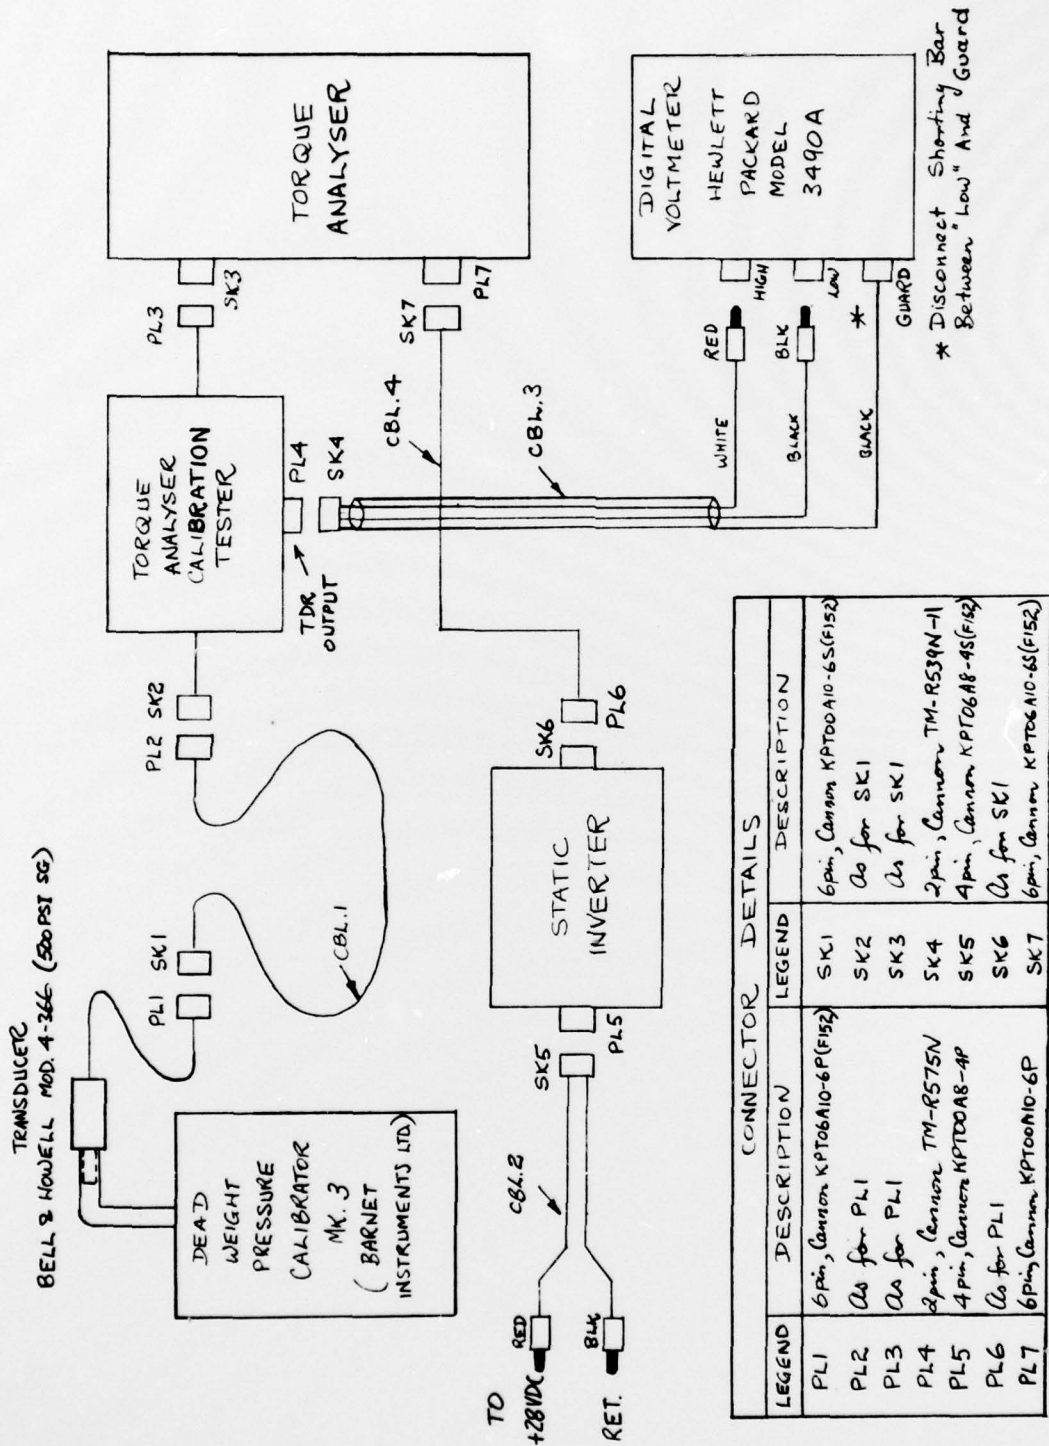 TRANSDUCER
BELL & HOWELL MOD. 4-366 (500 PSI SG)
DEAD
WEIGHT
PRESSURE
CALIBRATOR
MK. 3
( BARNET
INSTRUMENTS LTD.)
PL1
SK1
CBL.1
PL2
SK2
TORQUE
ANALYSER
CALIBRATION
TESTER
PL4
SK4
TDR
OUTPUT
PL3
SK3
TORQUE
ANALYSER
SK7
PL7
CBL.4
CBL.3
TO
+28VDC
RED
RET.
BLK
CBL.2
SK5
PL5
STATIC
INVERTER
SK6
PL6
WHITE
RED
HIGH
BLACK
BLK
LOW
BLACK
*
GUARD
DIGITAL
VOLTMETER
HEWLETT
PACKARD
MODEL
3490A
* Disconnect Shorting Bar
Between "Low" And Guard
CONNECTOR DETAILS
LEGEND DESCRIPTION LEGEND DESCRIPTION
PL1 6pin, Cannon KPT06A10-6P(F152) SK1 6pin, Cannon KPT00A10-6S(F152)
PL2 As for PL1 SK2 As for SK1
PL3 As for PL1 SK3 As for SK1
PL4 2pin, Cannon TM-R575N SK4 2pin, Cannon TM-R539N-11
PL5 4pin, Cannon KPT00A8-4P SK5 4pin, Cannon KPT06A8-4S(F152)
PL6 As for PL1 SK6 As for SK1
PL7 6pin, Cannon KPT00A10-6P SK7 6pin, Cannon KPT06A10-6S(F152)